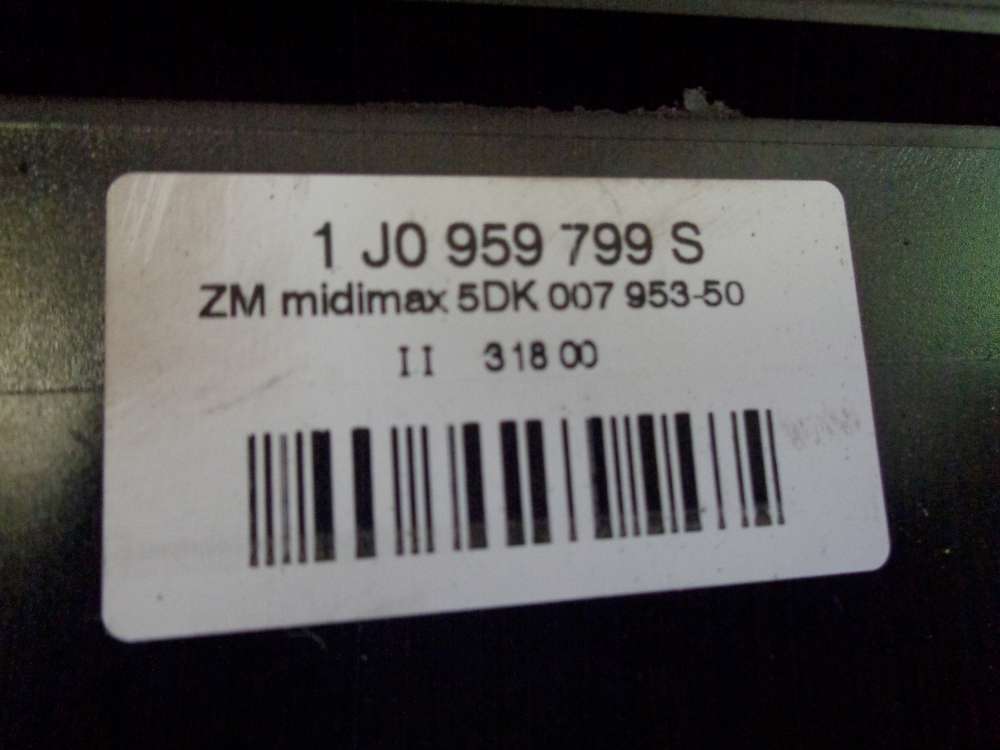 1 J0 959 799 S
ZM midimax 5DK 007 953-50
II 318 00